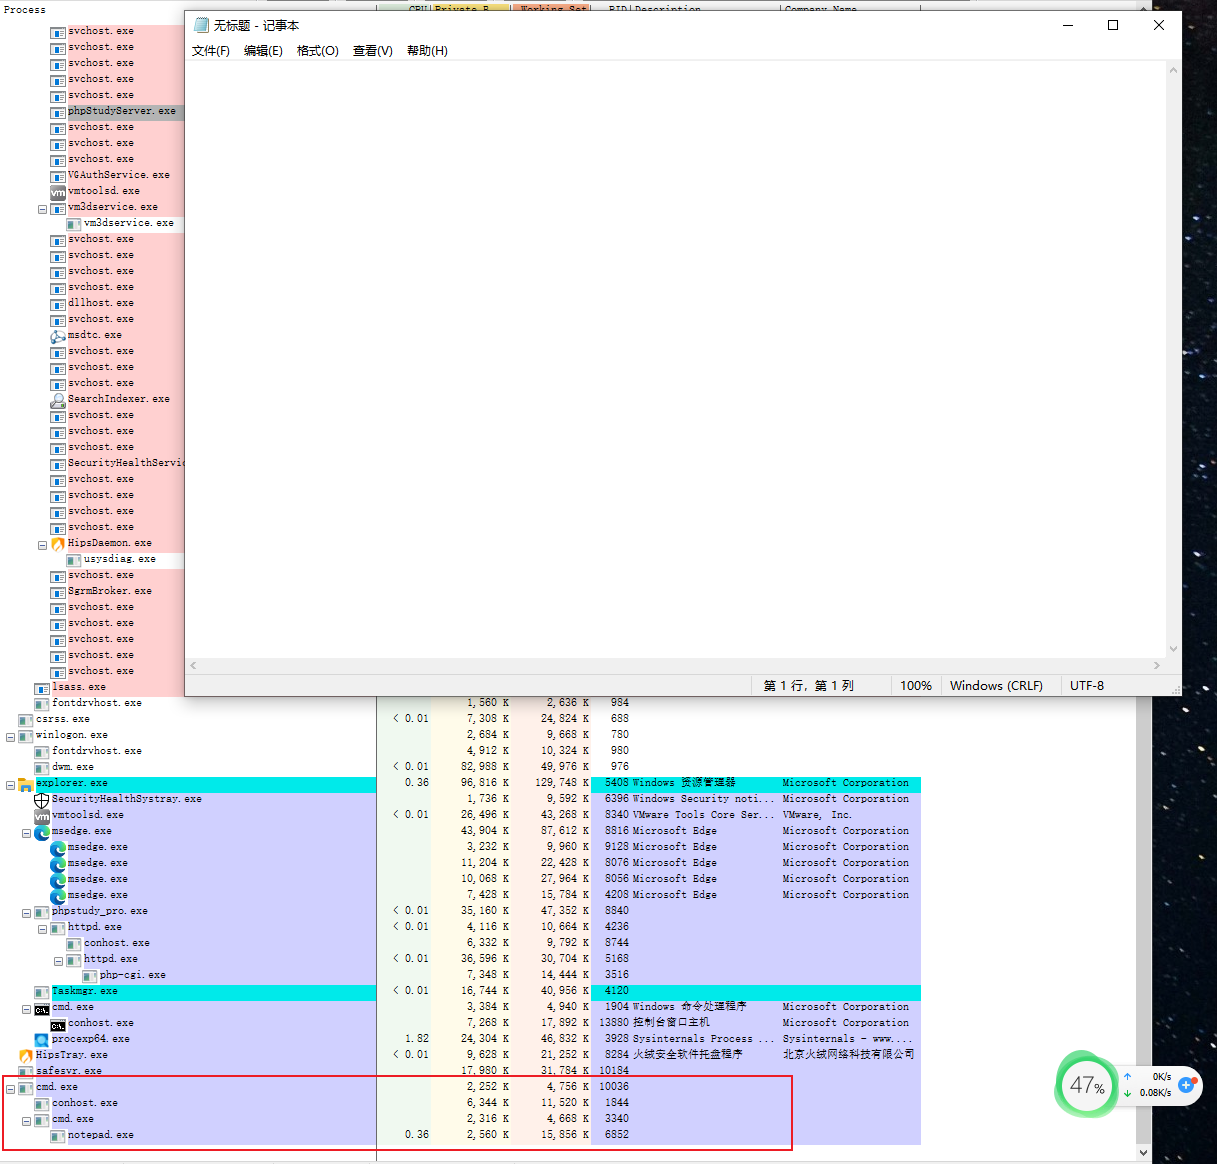 Process CPU Private B... Working Set PID Description Company Name
无标题 - 记事本
文件(F) 编辑(E) 格式(O) 查看(V) 帮助(H)
svchost.exe
svchost.exe
svchost.exe
svchost.exe
svchost.exe
phpStudyServer.exe
svchost.exe
svchost.exe
svchost.exe
VGAuthService.exe
vmtoolsd.exe
vm3dservice.exe
vm3dservice.exe
svchost.exe
svchost.exe
svchost.exe
svchost.exe
dllhost.exe
svchost.exe
msdtc.exe
svchost.exe
svchost.exe
svchost.exe
SearchIndexer.exe
svchost.exe
svchost.exe
svchost.exe
SecurityHealthServic
svchost.exe
svchost.exe
svchost.exe
svchost.exe
HipsDaemon.exe
usysdiag.exe
svchost.exe
SgrmBroker.exe
svchost.exe
svchost.exe
svchost.exe
svchost.exe
svchost.exe
第 1 行，第 1 列 100% Windows (CRLF) UTF-8
lsass.exe
fontdrvhost.exe 1,560 K 2,636 K 984
csrss.exe < 0.01 7,308 K 24,824 K 688
winlogon.exe 2,684 K 9,668 K 780
fontdrvhost.exe 4,912 K 10,324 K 980
dwm.exe < 0.01 82,988 K 49,976 K 976
explorer.exe 0.36 96,816 K 129,748 K 5408 Windows 资源管理器 Microsoft Corporation
SecurityHealthSystray.exe 1,736 K 9,592 K 6396 Windows Security noti... Microsoft Corporation
vmtoolsd.exe < 0.01 26,496 K 43,268 K 8340 VMware Tools Core Ser... VMware, Inc.
msedge.exe 43,904 K 87,612 K 8816 Microsoft Edge Microsoft Corporation
msedge.exe 3,232 K 9,960 K 9128 Microsoft Edge Microsoft Corporation
msedge.exe 11,204 K 22,428 K 8076 Microsoft Edge Microsoft Corporation
msedge.exe 10,068 K 27,964 K 8056 Microsoft Edge Microsoft Corporation
msedge.exe 7,428 K 15,784 K 4208 Microsoft Edge Microsoft Corporation
phpstudy_pro.exe < 0.01 35,160 K 47,352 K 8840
httpd.exe < 0.01 4,116 K 10,664 K 4236
conhost.exe 6,332 K 9,792 K 8744
httpd.exe < 0.01 36,596 K 30,704 K 5168
php-cgi.exe 7,348 K 14,444 K 3516
Taskmgr.exe < 0.01 16,744 K 40,956 K 4120
cmd.exe 3,384 K 4,940 K 1904 Windows 命令处理程序 Microsoft Corporation
conhost.exe 7,268 K 17,892 K 13880 控制台窗口主机 Microsoft Corporation
procexp64.exe 1.82 24,304 K 46,832 K 3928 Sysinternals Process ... Sysinternals - www....
HipsTray.exe < 0.01 9,628 K 21,252 K 8284 火绒安全软件托盘程序 北京火绒网络科技有限公司
safesvr.exe 17,980 K 31,784 K 10184
cmd.exe 2,252 K 4,756 K 10036
conhost.exe 6,344 K 11,520 K 1844
cmd.exe 2,316 K 4,668 K 3340
notepad.exe 0.36 2,560 K 15,856 K 6852
47% 0K/s
0.08K/s